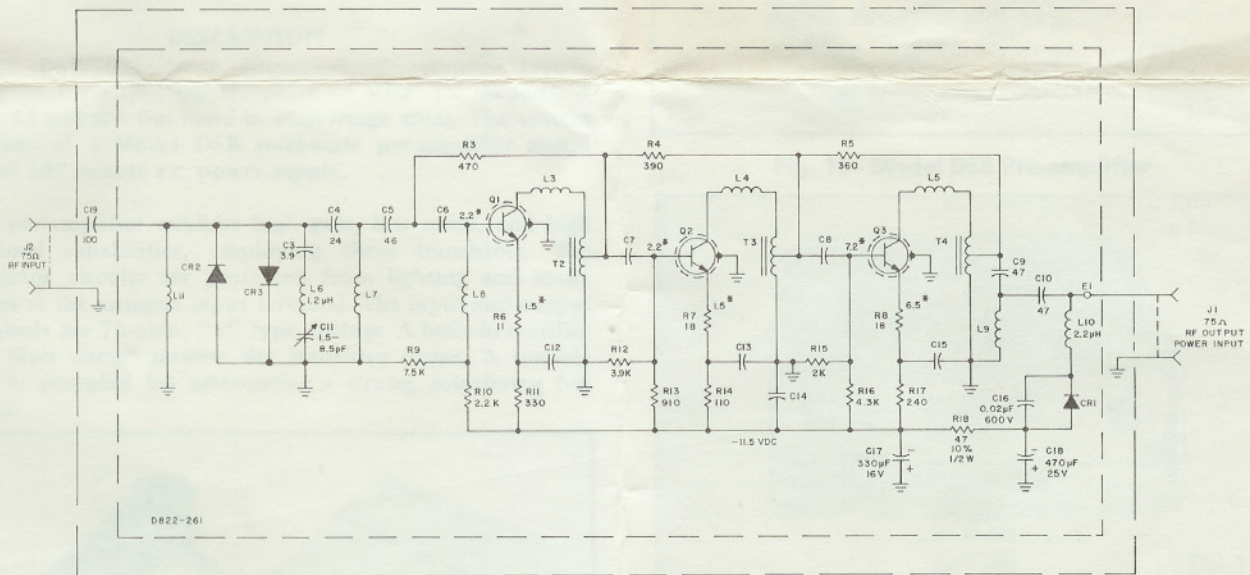 R3
470
R4
390
R5
360
L3
L4
L5
Q1
Q2
Q3
C19
100
C4
24
C5
46
C6
2.2*
C7
2.2*
C8
7.2*
T2
T3
T4
C9
47
C10
47
E1
J2
75Ω
RF INPUT
C3
3.9
CR2
CR3
L11
L6
1.2μH
L7
L8
C11
1.5-
8.5pF
1.5*
R6
11
1.5*
R7
18
6.5*
R8
18
L9
L10
2.2μH
J1
75Ω
RF OUTPUT
POWER INPUT
R9
7.5K
C12
R12
3.9K
C13
R15
2K
C15
R10
2.2K
R11
330
R13
910
R14
110
C14
R16
4.3K
R17
240
C16
0.02μF
600V
CR1
-11.5 VDC
R18
47
10%
1/2W
C17
330μF
16V
-
+
C18
470μF
25V
-
+
D822-261